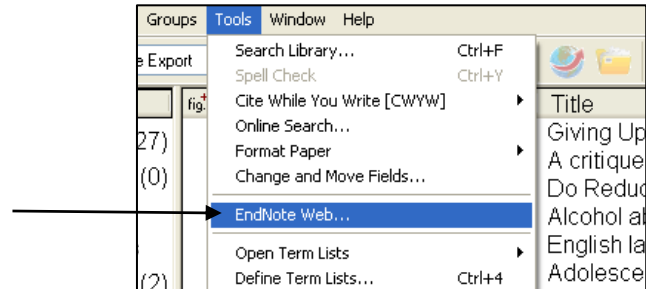 Groups Tools Window Help
Search Library... Ctrl+F
e Export
Spell Check Ctrl+Y
fig. Cite While You Write [CWYW] Title
Online Search... Giving Up
27)
Format Paper A critique
(0) Change and Move Fields... Do Reduc
EndNote Web... Alcohol ab
Open Term Lists English la
(2) Define Term Lists... Ctrl+4 Adolesce